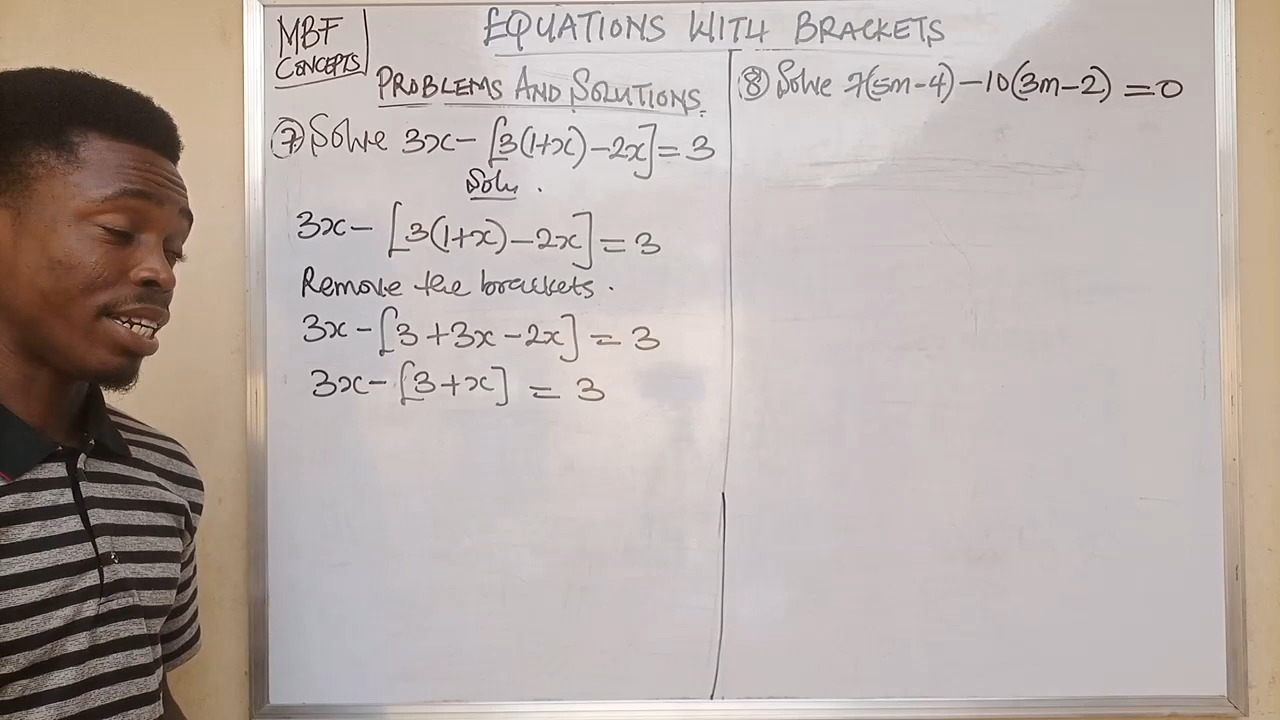 MBF
CONCEPTS
EQUATIONS WITH BRACKETS
PROBLEMS AND SOLUTIONS.
⑦ Solve 3x - [3(1+x) - 2x] = 3
Soln.
3x - [3(1+x) - 2x] = 3
Remove the brackets.
3x - [3 + 3x - 2x] = 3
3x - [3 + x] = 3
⑧ Solve 7(5m-4) - 10(3m-2) = 0